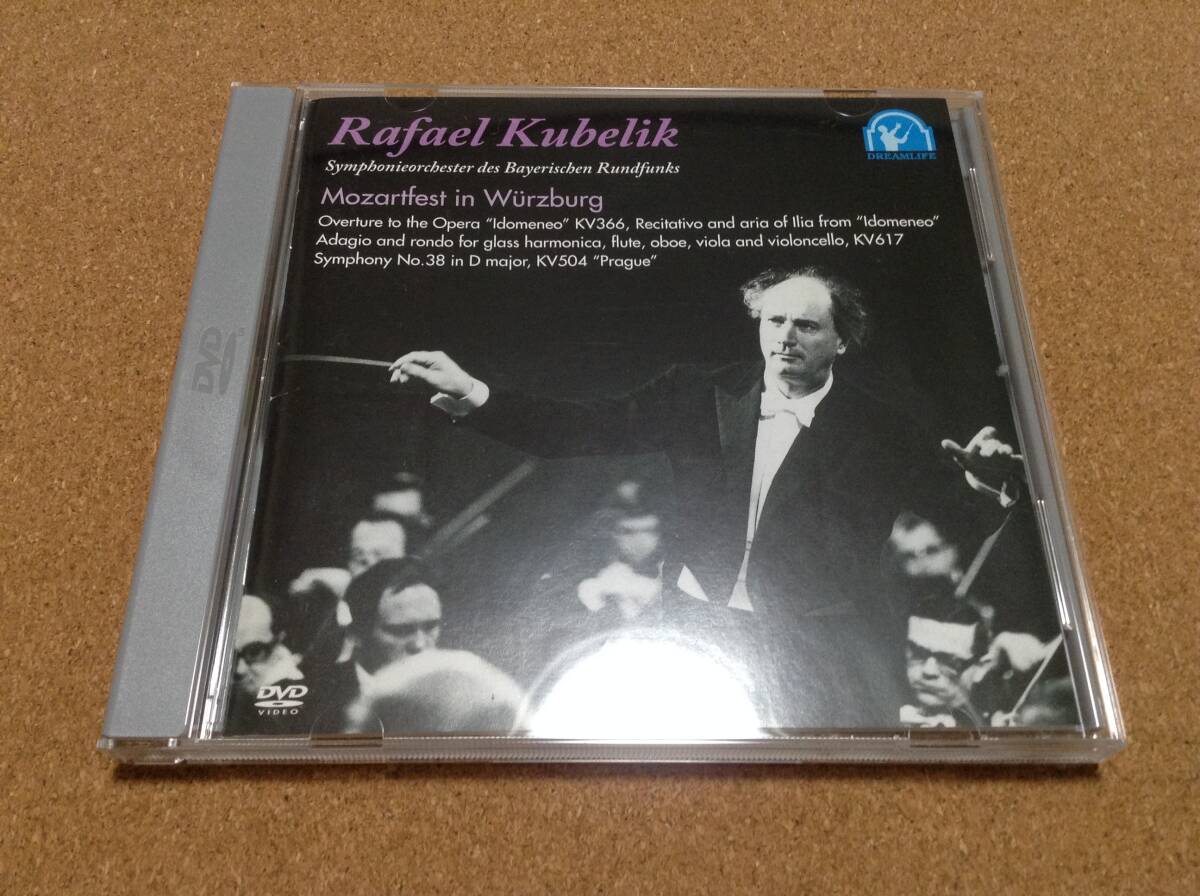 Rafael Kubelik
DREAMLIFE
Symphonieorchester des Bayerischen Rundfunks
Mozartfest in Würzburg
Overture to the Opera “Idomeneo” KV366, Recitativo and aria of Ilia from “Idomeneo”
Adagio and rondo for glass harmonica, flute, oboe, viola and violoncello, KV617
Symphony No.38 in D major, KV504 “Prague”
DVD
DVD
VIDEO